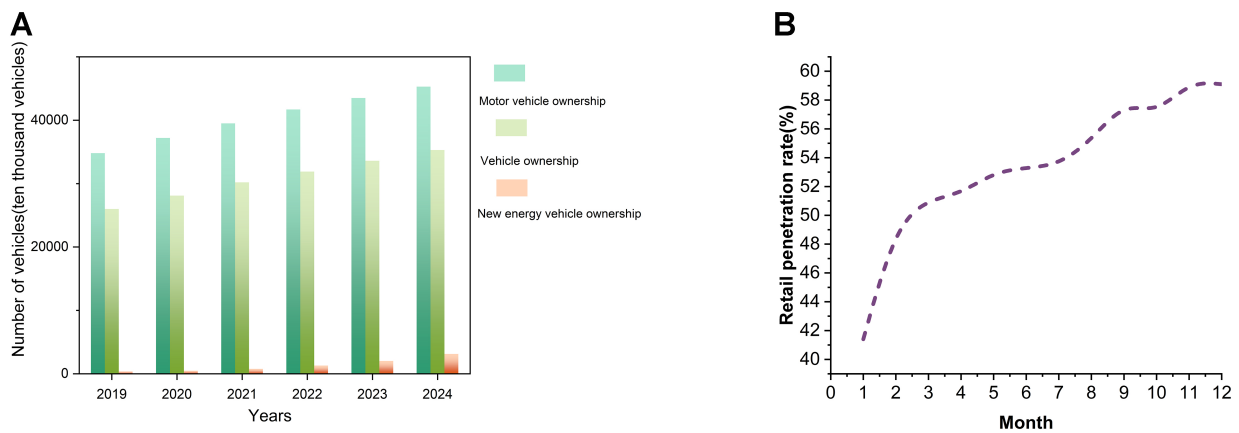 A
Number of vehicles(ten thousand vehicles)
40000
20000
0
2019 2020 2021 2022 2023 2024
Years
Motor vehicle ownership
Vehicle ownership
New energy vehicle ownership
B
Retail penetration rate(%)
60
58
56
54
52
50
48
46
44
42
40
0 1 2 3 4 5 6 7 8 9 10 11 12
Month